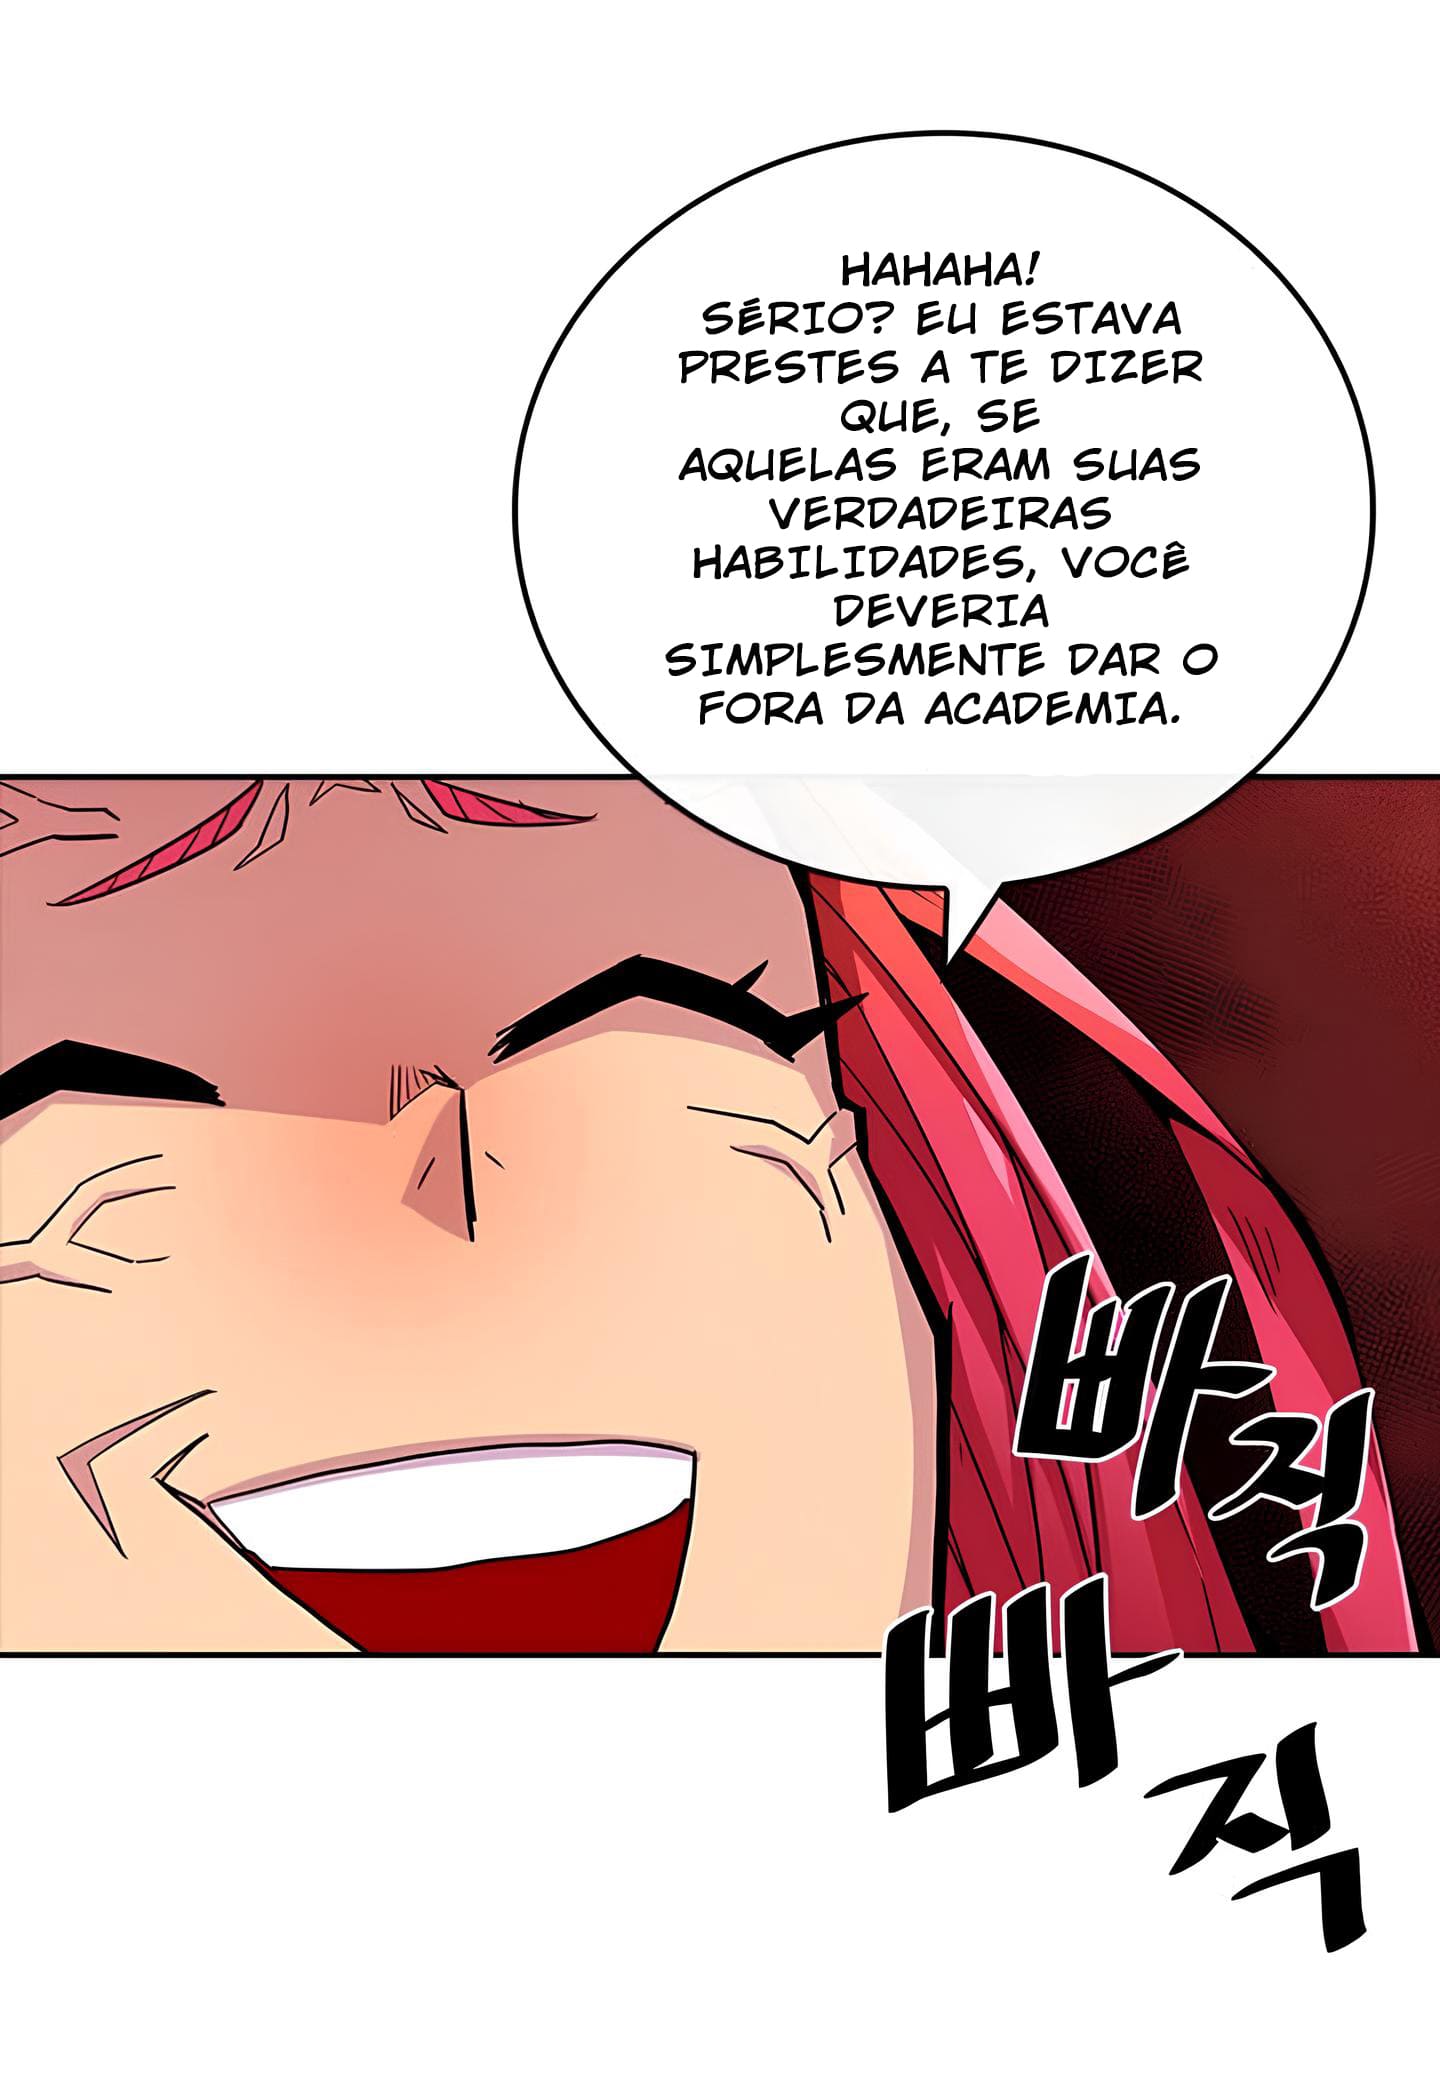 HAHAHA!
SÉRIO? EU ESTAVA
PRESTES A TE DIZER
QUE, SE
AQUELAS ERAM SUAS
VERDADEIRAS
HABILIDADES, VOCÊ
DEVERIA
SIMPLESMENTE DAR O
FORA DA ACADEMIA.
빠직
빠직